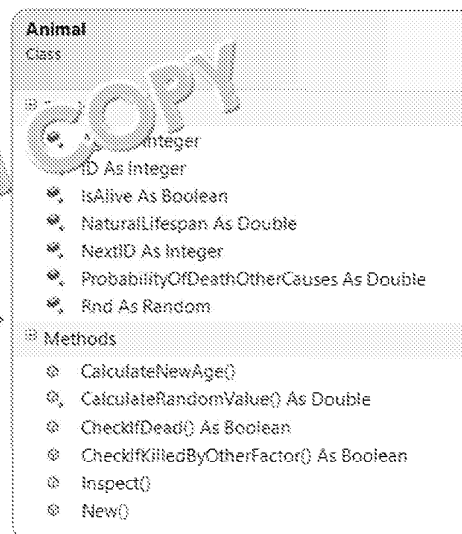 Animal
Class
COPY
Integer
ID As Integer
IsAlive As Boolean
NaturalLifespan As Double
NextID As Integer
ProbabilityOfDeathOtherCauses As Double
Rnd As Random
Methods
CalculateNewAge()
CalculateRandomValue() As Double
CheckIfDead() As Boolean
CheckIfKilledByOtherFactor() As Boolean
Inspect()
New()